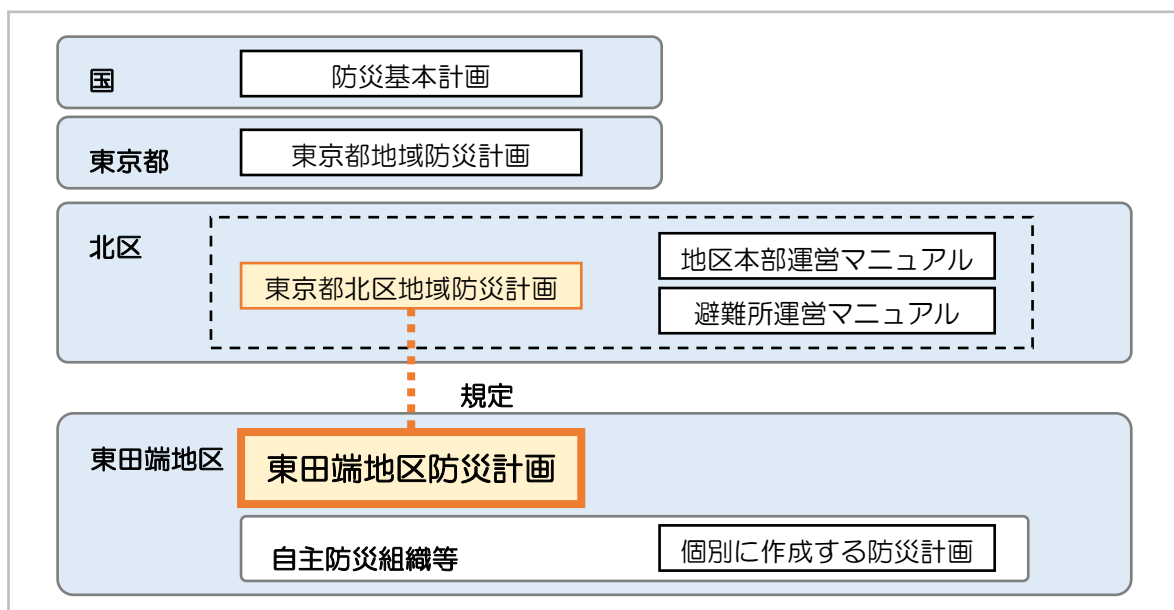 国
防災基本計画
東京都
東京都地域防災計画
北区
東京都北区地域防災計画
地区本部運営マニュアル
避難所運営マニュアル
規定
東田端地区
東田端地区防災計画
自主防災組織等
個別に作成する防災計画